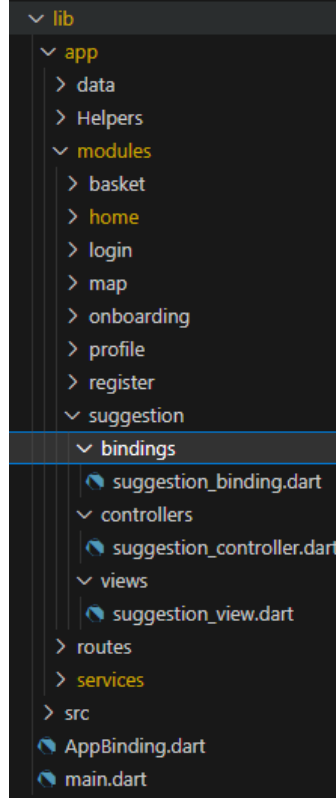 lib
app
data
Helpers
modules
basket
home
login
map
onboarding
profile
register
suggestion
bindings
suggestion_binding.dart
controllers
suggestion_controller.dart
views
suggestion_view.dart
routes
services
src
AppBinding.dart
main.dart